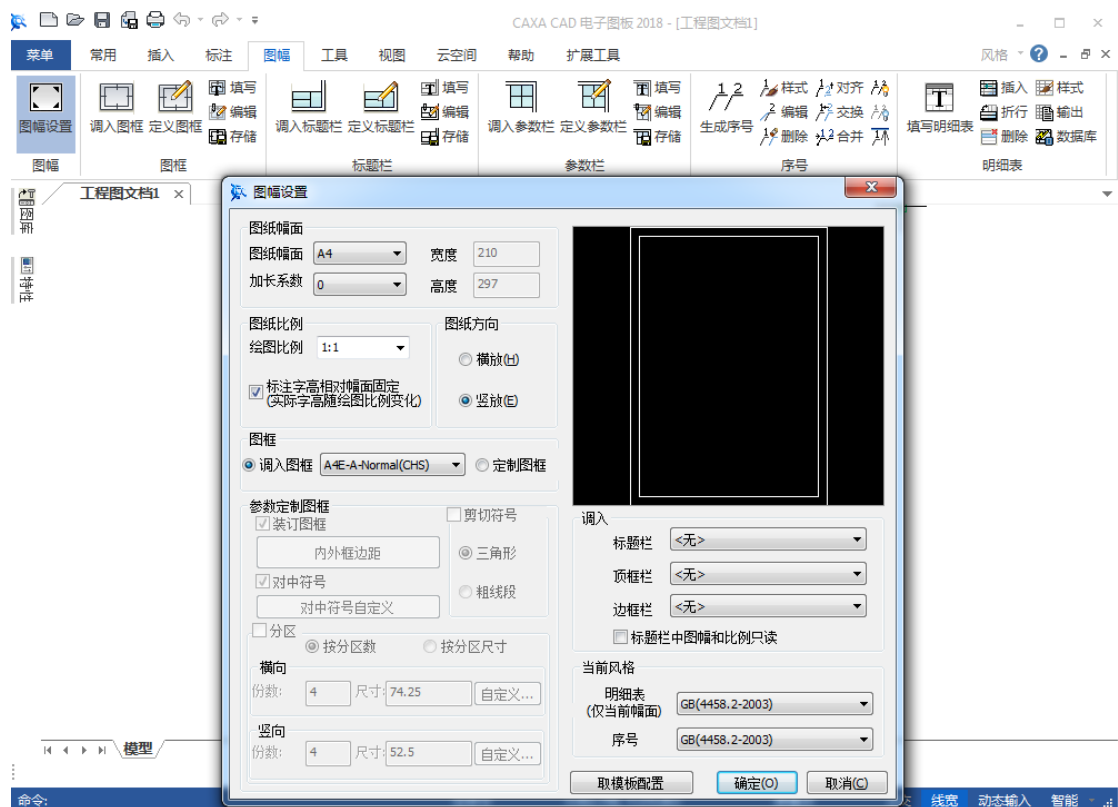 CAXA CAD 电子图板 2018 - [工程图文档1]
菜单 常用 插入 标注 图幅 工具 视图 云空间 帮助 扩展工具 风格
图幅设置 调入图框 定义图框 填写 编辑 存储 调入标题栏 定义标题栏 填写 编辑 存储 调入参数栏 定义参数栏 填写 编辑 存储 生成序号 样式 编辑 删除 对齐 交换 合并 填写明细表 插入 折行 删除 样式 输出 数据库
图幅 图框 标题栏 参数栏 序号 明细表
工程图文档1
图库
特性
图幅设置
图纸幅面
图纸幅面 A4 宽度 210
加长系数 0 高度 297
图纸比例
绘图比例 1:1
标注字高相对幅面固定
(实际字高随绘图比例变化)
图纸方向
横放(H)
竖放(E)
图框
调入图框 A4E-A-Normal(CHS) 定制图框
参数定制图框
装订图框 剪切符号
内外框边距 三角形
对中符号 粗线段
对中符号自定义
分区
按分区数 按分区尺寸
横向
份数: 4 尺寸: 74.25 自定义...
竖向
份数: 4 尺寸: 52.5 自定义...
调入
标题栏 <无>
顶框栏 <无>
边框栏 <无>
标题栏中图幅和比例只读
当前风格
明细表
(仅当前幅面) GB(4458.2-2003)
序号 GB(4458.2-2003)
取模板配置 确定(O) 取消(C)
模型
命令: 线宽 动态输入 智能